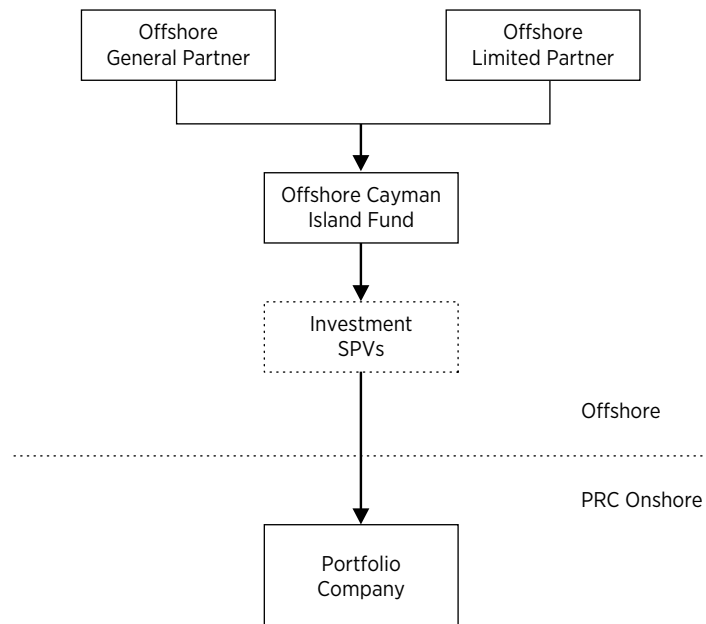 Offshore
General Partner
Offshore
Limited Partner
Offshore Cayman
Island Fund
Investment
SPVs
Offshore
PRC Onshore
Portfolio
Company